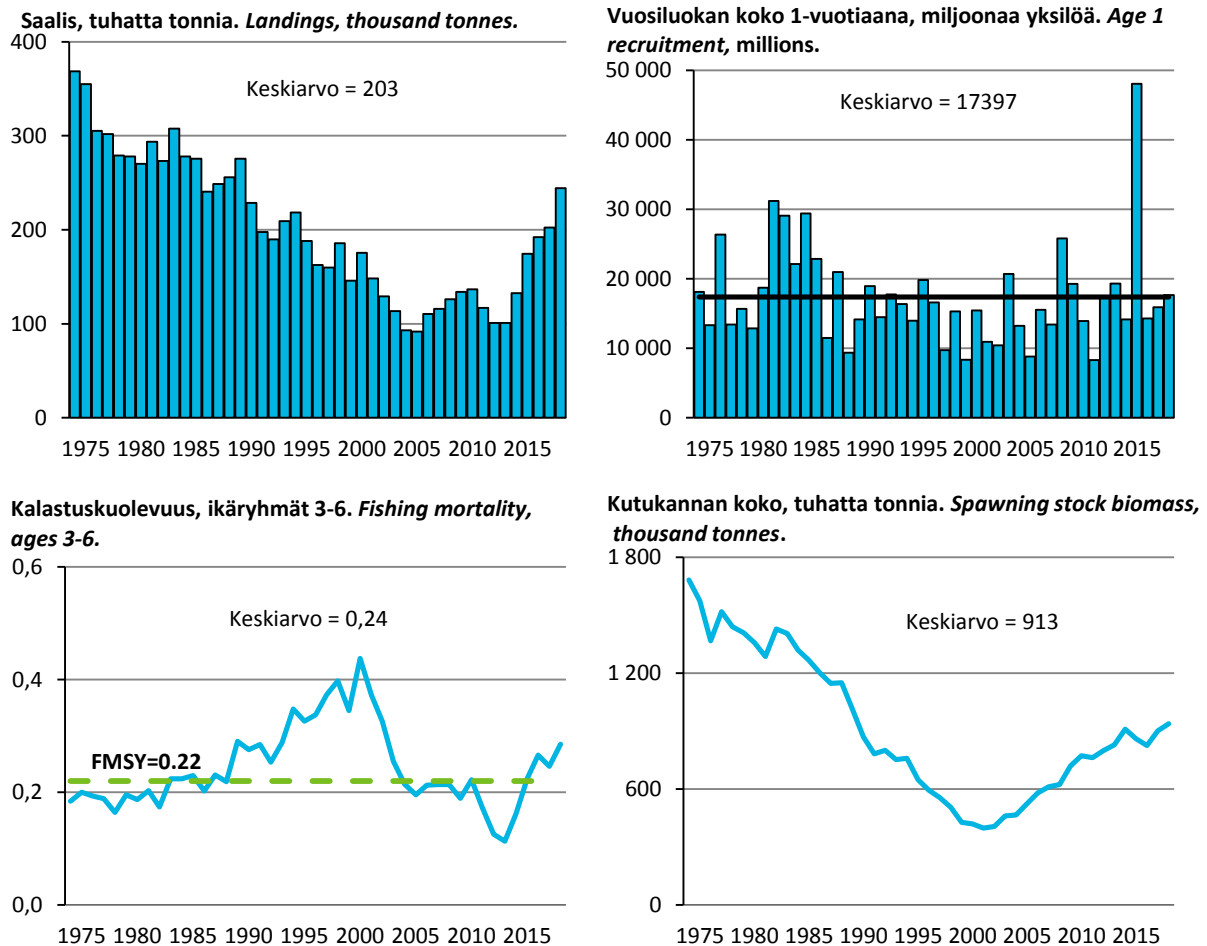 Saalis, tuhatta tonnia. Landings, thousand tonnes.
400
300
200
100
0
Keskiarvo = 203
1975 1980 1985 1990 1995 2000 2005 2010 2015
Vuosiluokan koko 1-vuotiaana, miljoonaa yksilöä. Age 1
recruitment, millions.
50 000
40 000
30 000
20 000
10 000
0
Keskiarvo = 17397
1975 1980 1985 1990 1995 2000 2005 2010 2015
Kalastuskuolevuus, ikäryhmät 3-6. Fishing mortality,
ages 3-6.
0,6
0,4
0,2
0,0
Keskiarvo = 0,24
FMSY=0.22
1975 1980 1985 1990 1995 2000 2005 2010 2015
Kutukannan koko, tuhatta tonnia. Spawning stock biomass,
thousand tonnes.
1 800
1 200
600
0
Keskiarvo = 913
1975 1980 1985 1990 1995 2000 2005 2010 2015